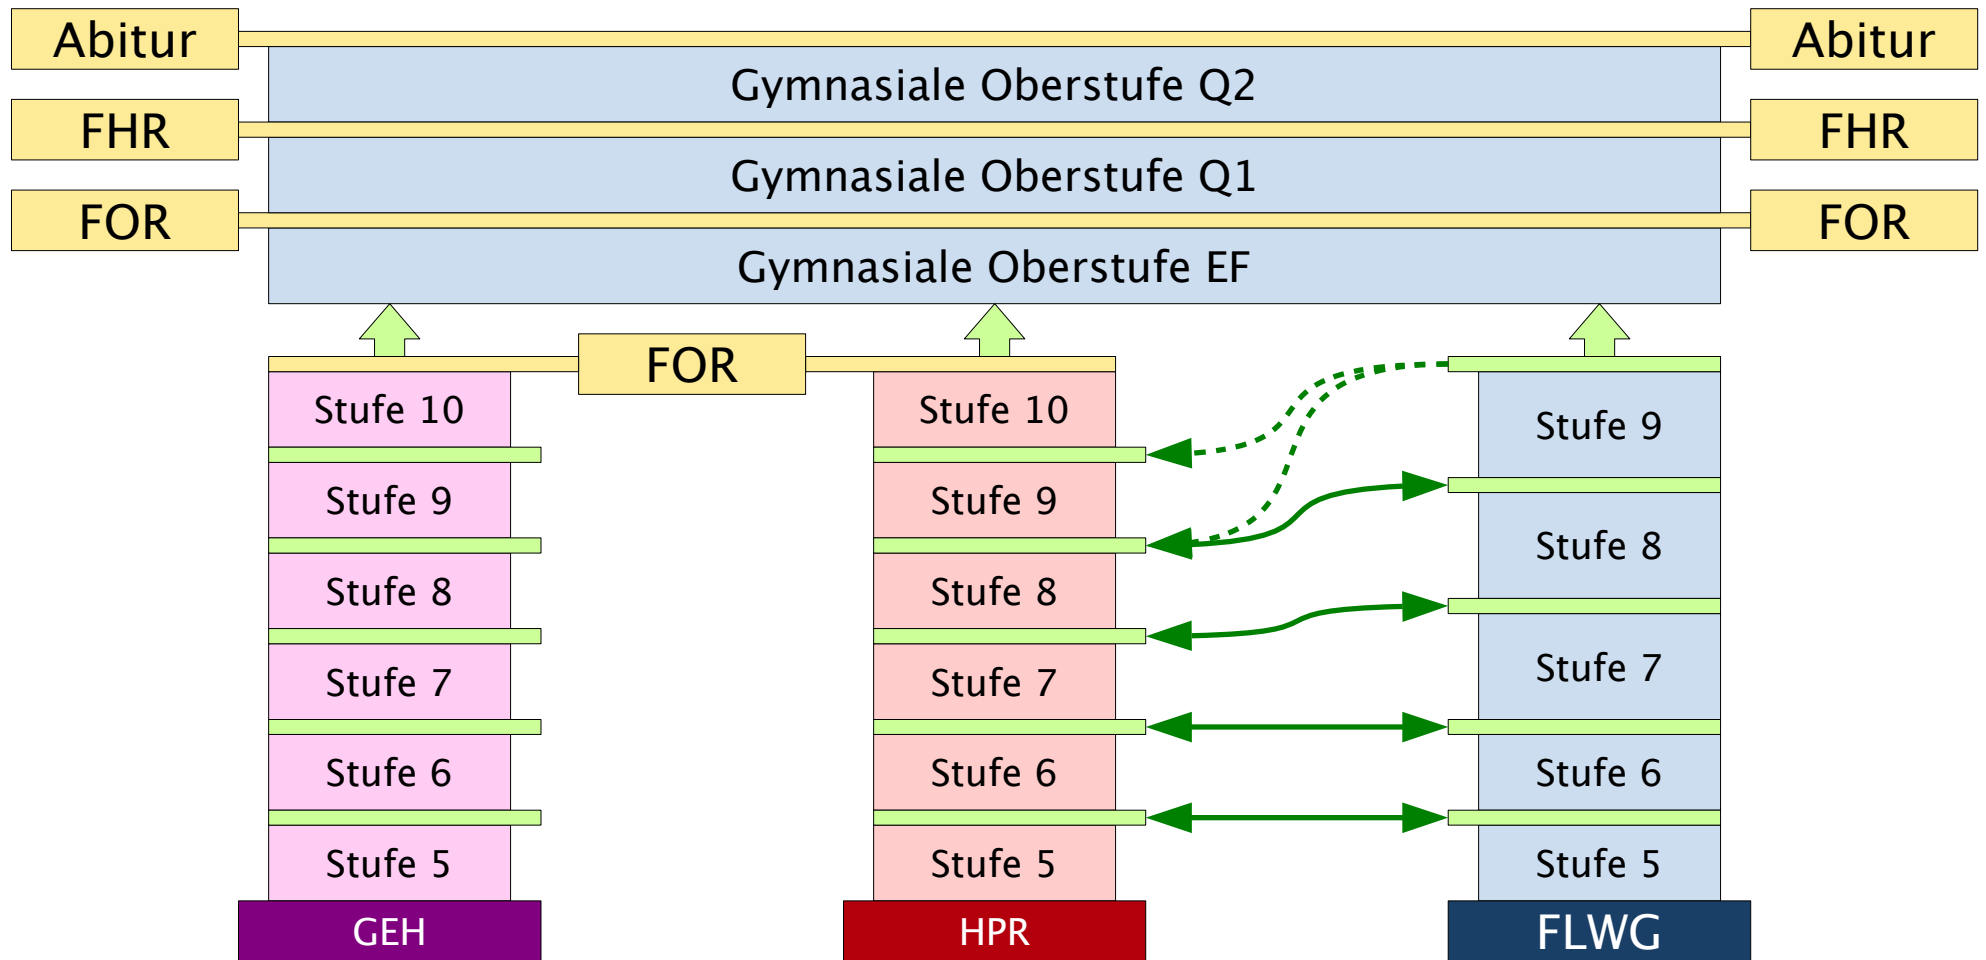 Abitur
Abitur
Gymnasiale Oberstufe Q2
FHR
FHR
Gymnasiale Oberstufe Q1
FOR
FOR
Gymnasiale Oberstufe EF
FOR
Stufe 10
Stufe 9
Stufe 8
Stufe 7
Stufe 6
Stufe 5
GEH
Stufe 10
Stufe 9
Stufe 8
Stufe 7
Stufe 6
Stufe 5
HPR
Stufe 9
Stufe 8
Stufe 7
Stufe 6
Stufe 5
FLWG